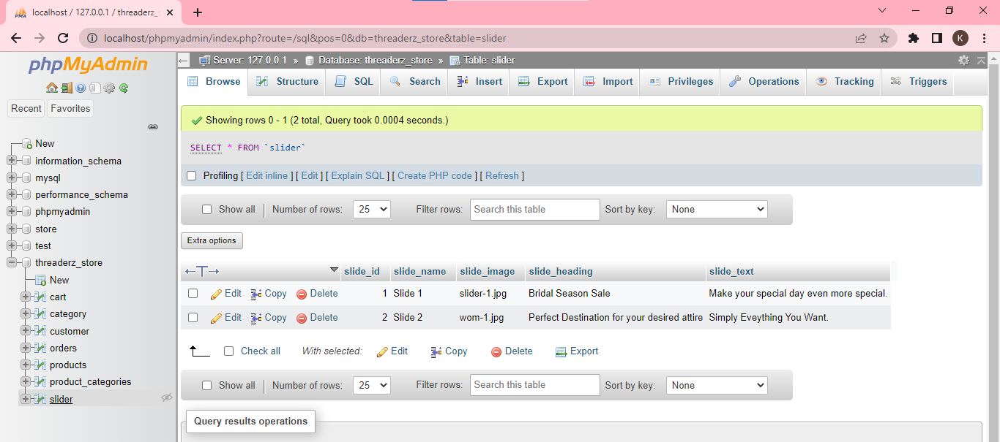 localhost / 127.0.0.1 / threaderz_
localhost/phpmyadmin/index.php?route=/sql&pos=0&db=threaderz_store&table=slider
K
phpMyAdmin
Recent Favorites
New
information_schema
mysql
performance_schema
phpmyadmin
store
test
threaderz_store
New
cart
category
customer
orders
products
product_categories
slider
Server: 127.0.0.1 » Database: threaderz_store » Table: slider
Browse Structure SQL Search Insert Export Import Privileges Operations Tracking Triggers
Showing rows 0 - 1 (2 total, Query took 0.0004 seconds.)
SELECT * FROM `slider`
Profiling [ Edit inline ] [ Edit ] [ Explain SQL ] [ Create PHP code ] [ Refresh ]
Show all | Number of rows: 25 Filter rows: Search this table Sort by key: None
Extra options
←T→ slide_id slide_name slide_image slide_heading slide_text
Edit Copy Delete 1 Slide 1 slider-1.jpg Bridal Season Sale Make your special day even more special.
Edit Copy Delete 2 Slide 2 wom-1.jpg Perfect Destination for your desired attire Simply Eveything You Want.
Check all With selected: Edit Copy Delete Export
Show all | Number of rows: 25 Filter rows: Search this table Sort by key: None
Query results operations